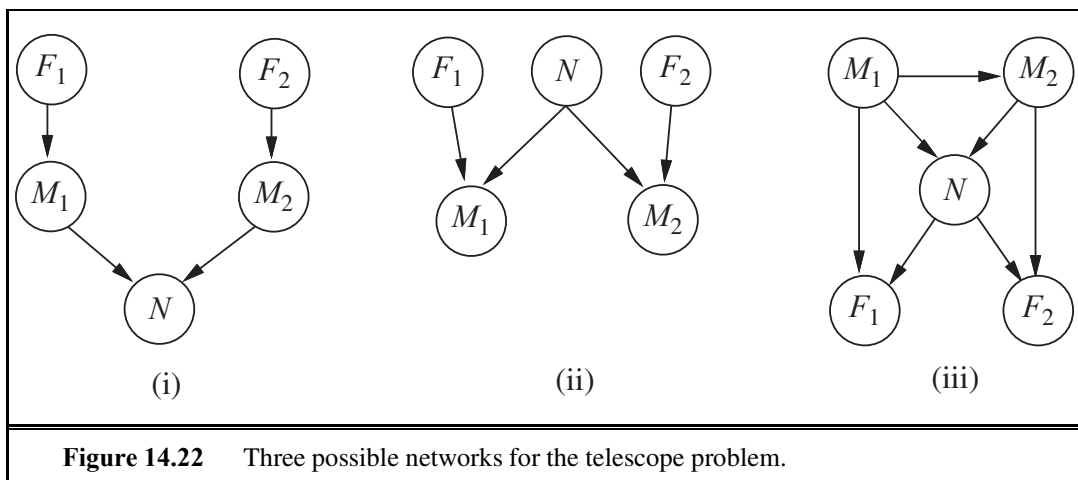 F1 F2 F1 N F2 M1 M2
M1 M2 N
M1 M2
N F1 F2
(i) (ii) (iii)
Figure 14.22 Three possible networks for the telescope problem.